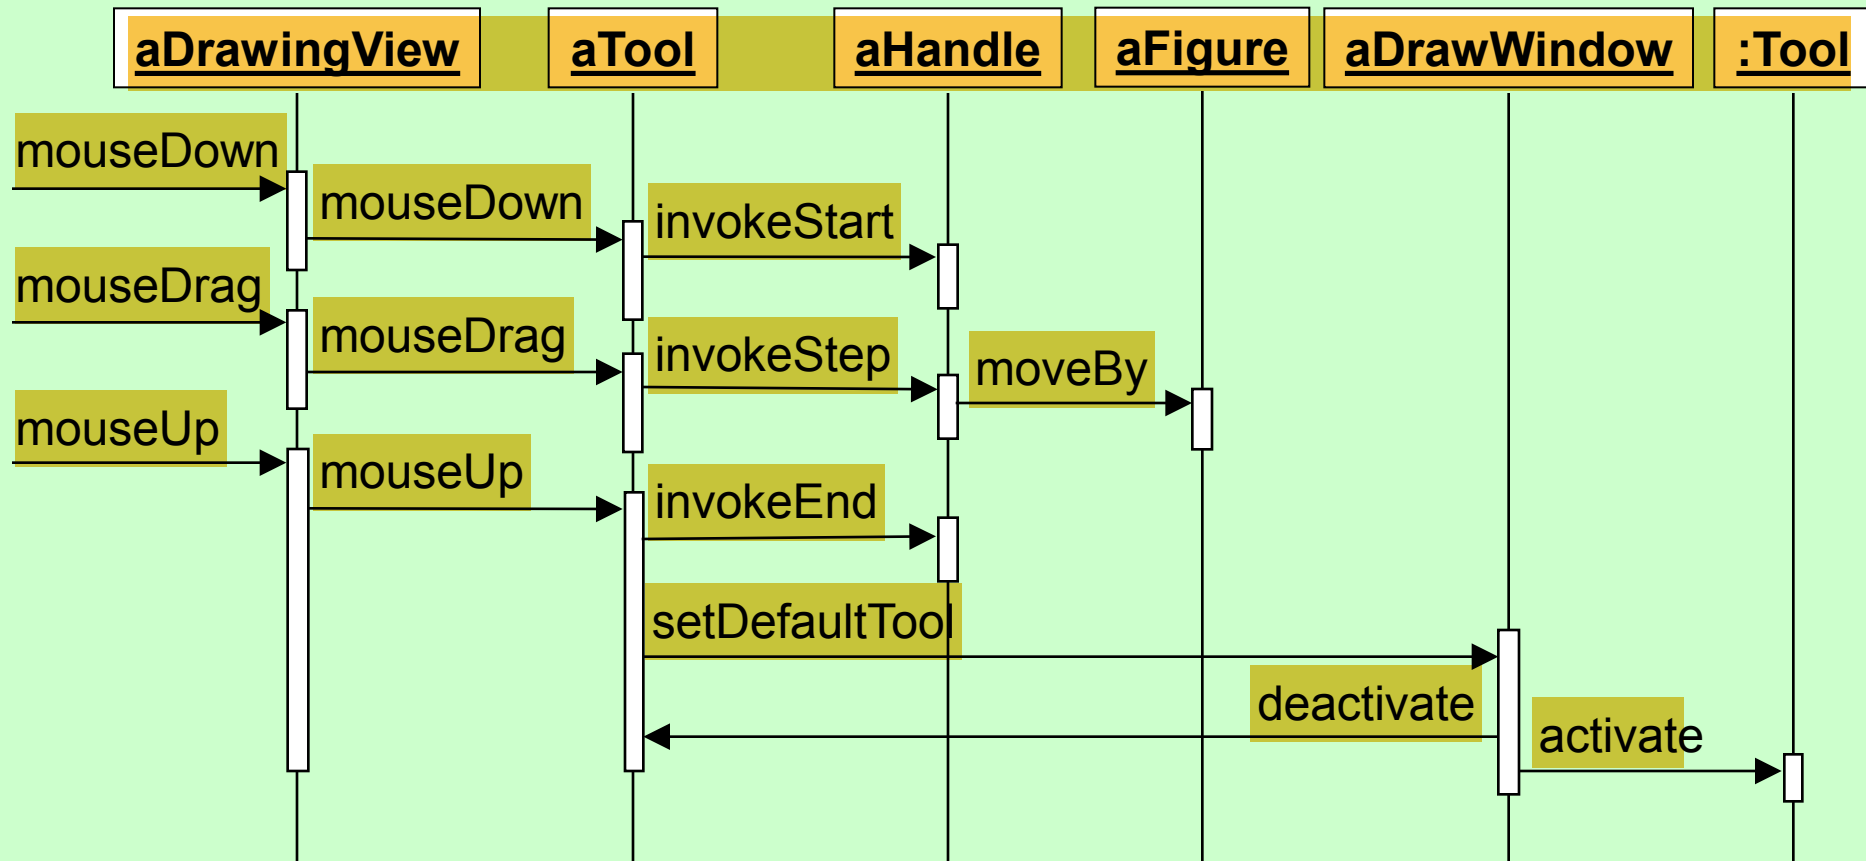 aDrawingView aTool aHandle aFigure aDrawWindow :Tool
mouseDown
mouseDown
invokeStart
mouseDrag
mouseDrag
invokeStep
moveBy
mouseUp
mouseUp
invokeEnd
setDefaultTool
deactivate
activate